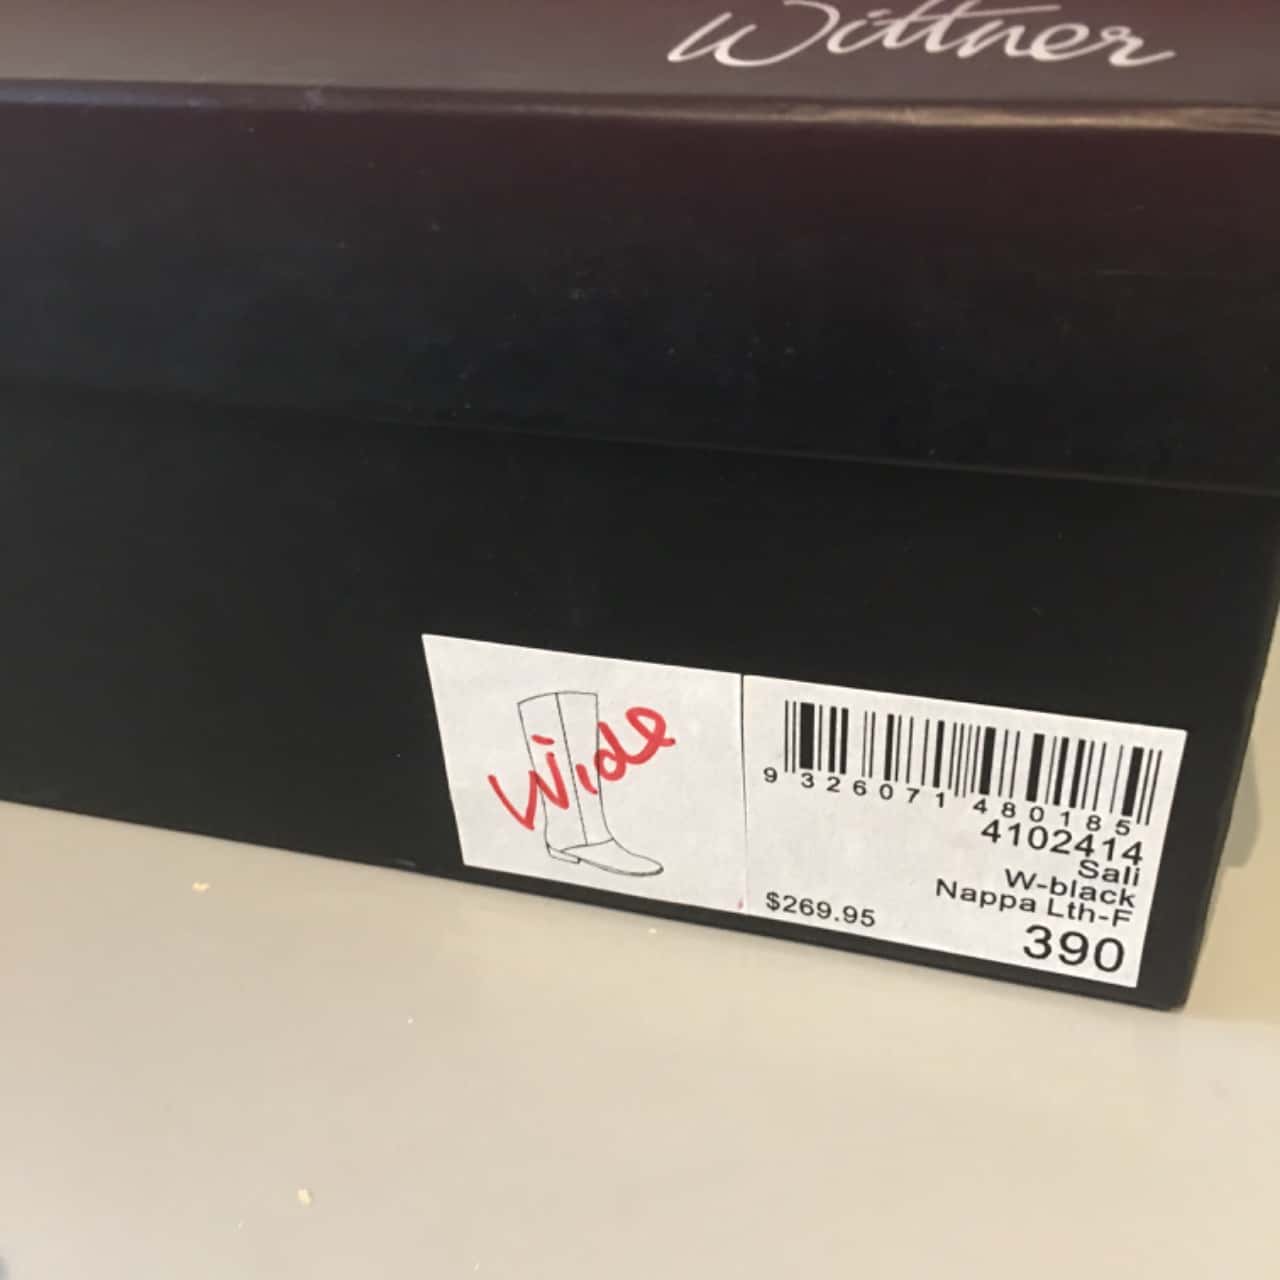 Wittner
Wide
9 326071 480185
4102414
Sali
W-black
Nappa Lth-F
$269.95
390